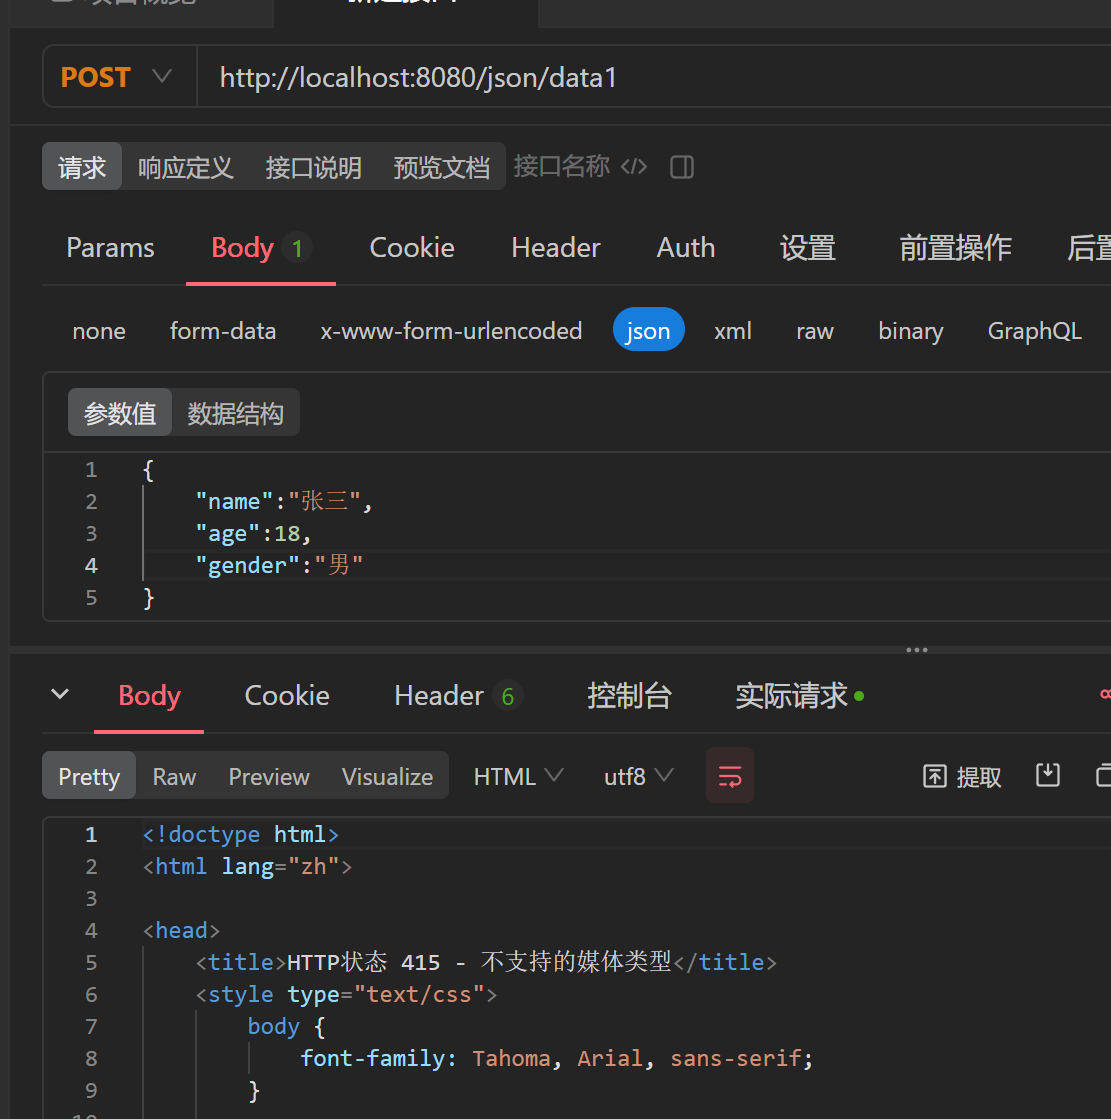 POST http://localhost:8080/json/data1
请求 响应定义 接口说明 预览文档 接口名称 </>
Params Body 1 Cookie Header Auth 设置 前置操作
none form-data x-www-form-urlencoded json xml raw binary GraphQL
参数值 数据结构
1 {
2 "name":"张三",
3 "age":18,
4 "gender":"男"
5 }
Body Cookie Header 6 控制台 实际请求
Pretty Raw Preview Visualize HTML utf8 提取
1 <!doctype html>
2 <html lang="zh">
3
4 <head>
5 <title>HTTP状态 415 - 不支持的媒体类型</title>
6 <style type="text/css">
7 body {
8 font-family: Tahoma, Arial, sans-serif;
9 }